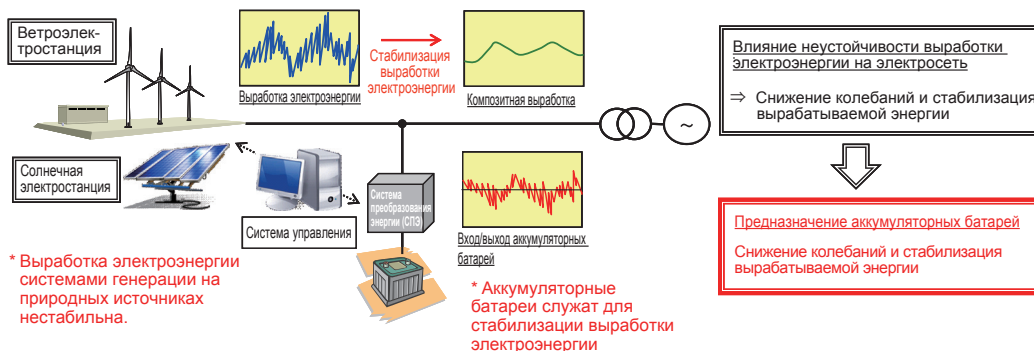 Ветроэлек-
тростанция
Стабилизация
выработки
электроэнергии
Выработка электроэнергии
Композитная выработка
~
Солнечная
электростанция
Система управления
Система
преобразования
энергии (СПЭ)
Вход/выход аккумуляторных
батарей
* Выработка электроэнергии
системами генерации на
природных источниках
нестабильна.
* Аккумуляторные
батареи служат для
стабилизации выработки
электроэнергии
Влияние неустойчивости выработки
электроэнергии на электросеть
⇒ Снижение колебаний и стабилизация
вырабатываемой энергии
Предназначение аккумуляторных батарей
Снижение колебаний и стабилизация
вырабатываемой энергии